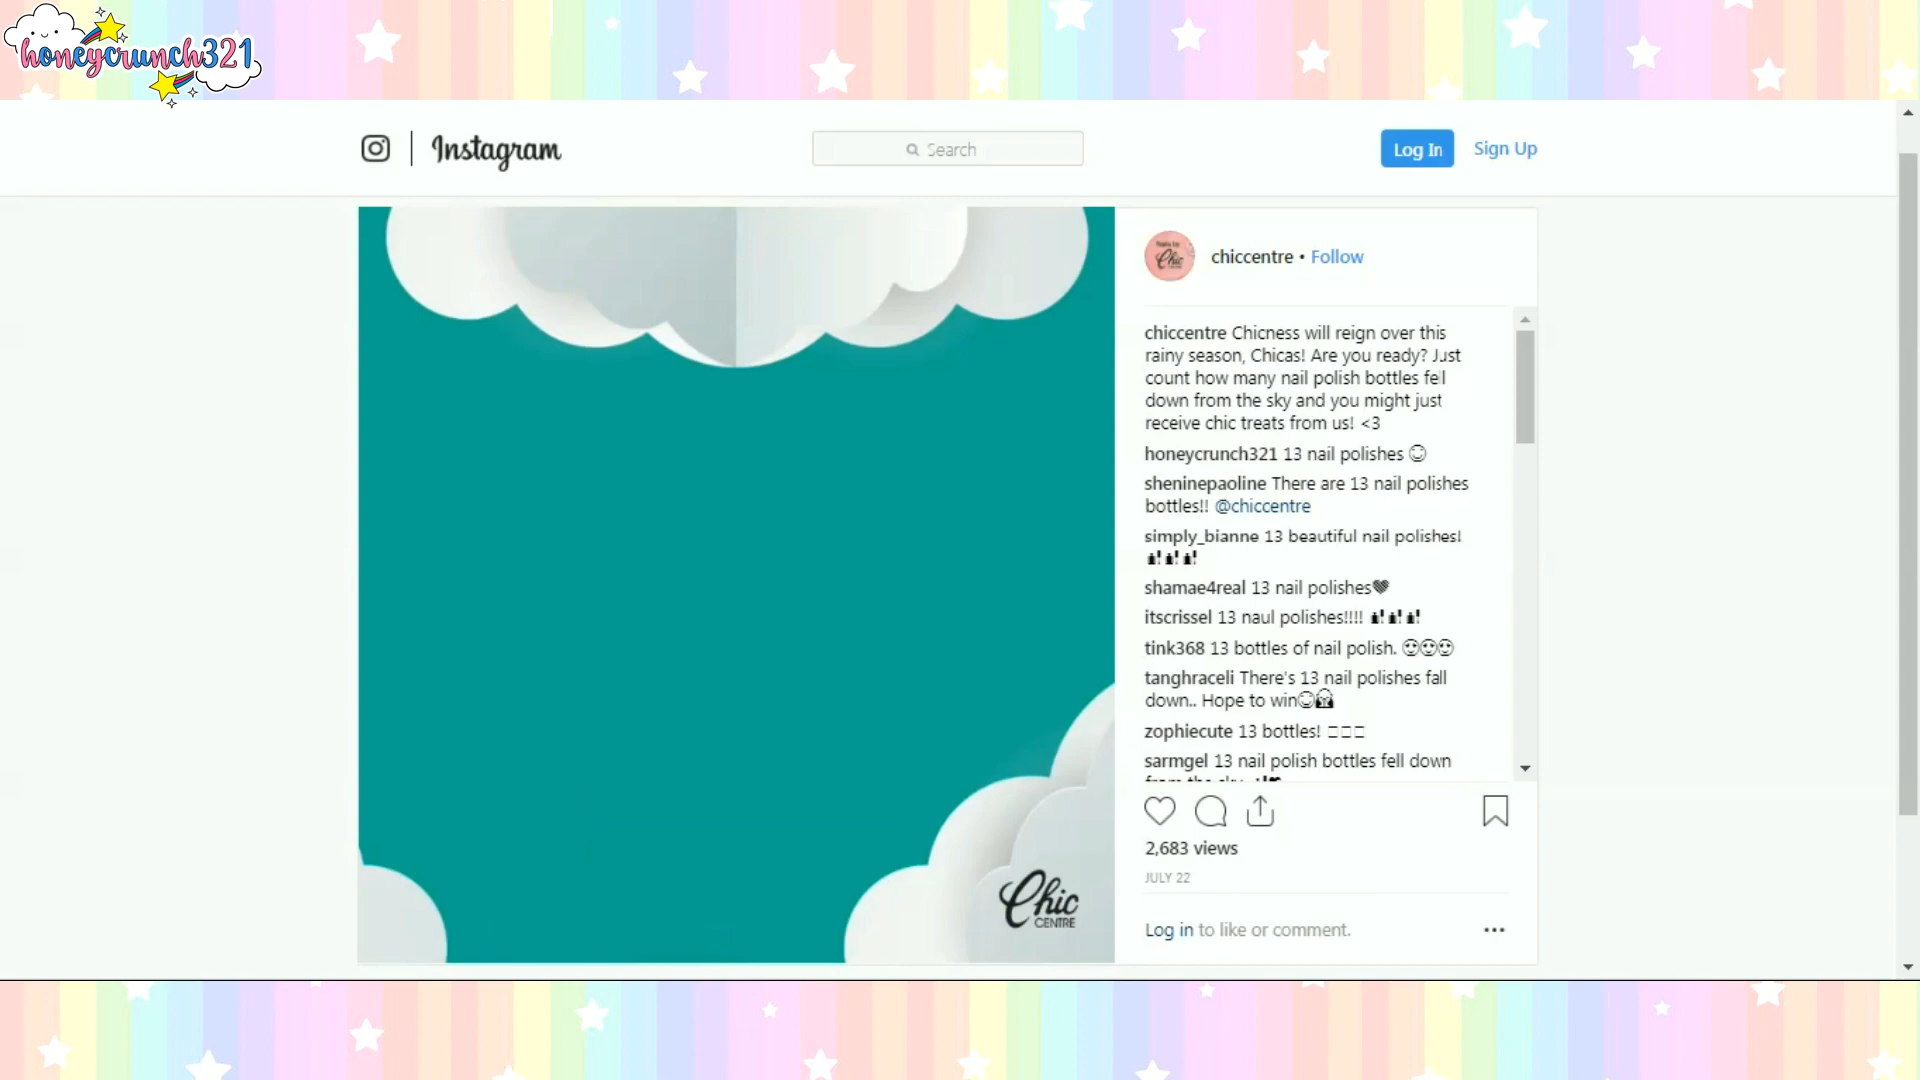 honeycrunch321
Instagram
Search
Log In
Sign Up
Chic
chiccentre • Follow
chiccentre Chicness will reign over this
rainy season, Chicas! Are you ready? Just
count how many nail polish bottles fell
down from the sky and you might just
receive chic treats from us! <3
honeycrunch321 13 nail polishes
sheninepaoline There are 13 nail polishes
bottles!! @chiccentre
simply_bianne 13 beautiful nail polishes!
shamae4real 13 nail polishes
itscrissel 13 naul polishes!!!!
tink368 13 bottles of nail polish.
tanghraceli There's 13 nail polishes fall
down.. Hope to win
zophiecute 13 bottles!
sarmgel 13 nail polish bottles fell down
2,683 views
JULY 22
Log in to like or comment.
Chic
CENTRE